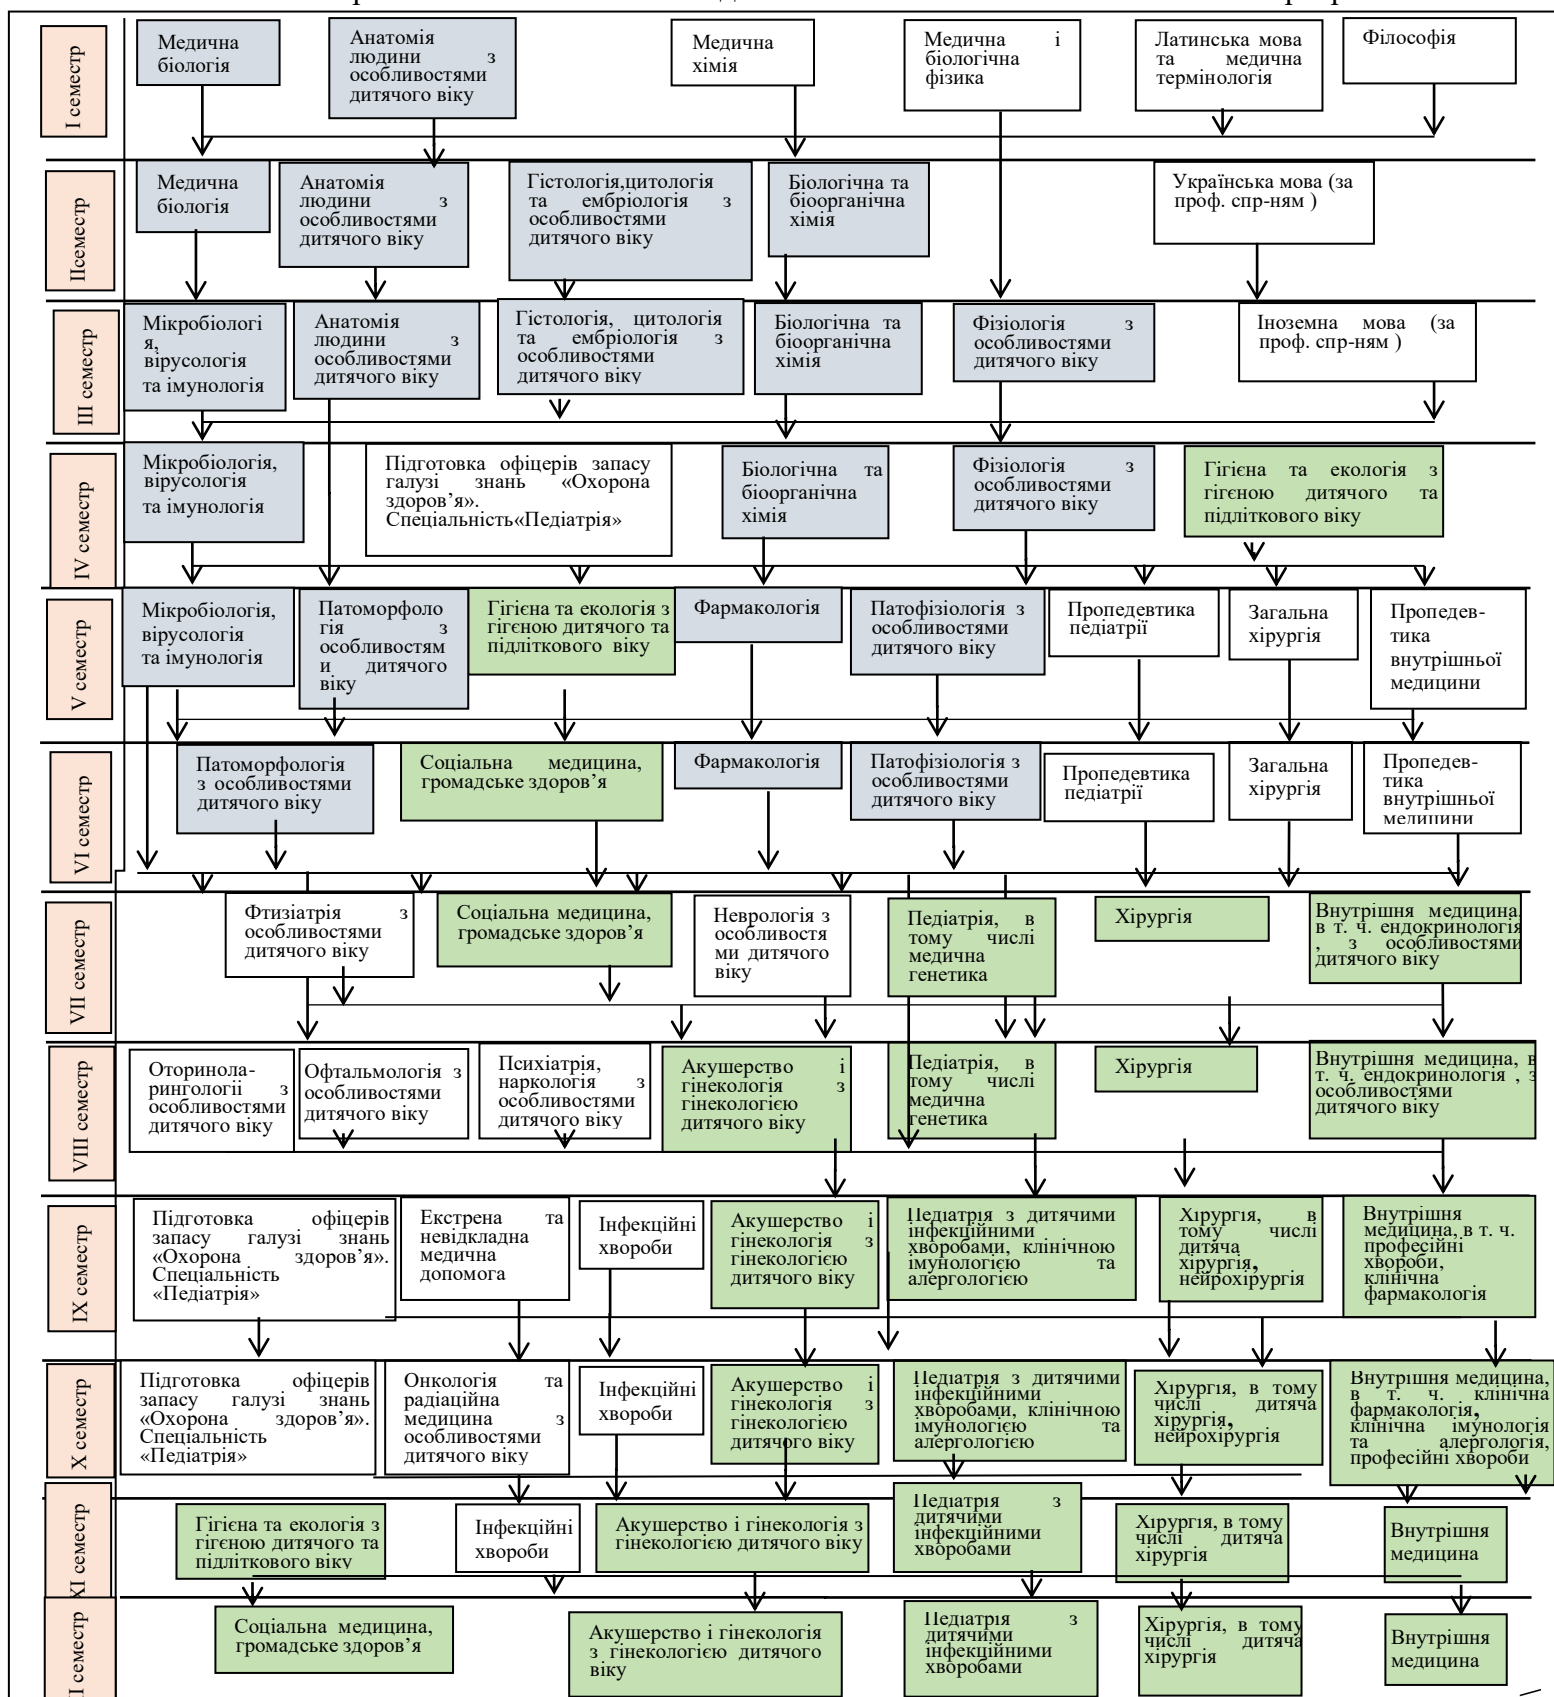 I семестр
Медична
біологія
Анатомія
людини з
особливостями
дитячого віку
Медична
хімія
Медична і
біологічна
фізика
Латинська мова
та медична
термінологія
Філософія
IIсеместр
Медична
біологія
Анатомія
людини з
особливостями
дитячого віку
Гістологія,цитологія
та ембріологія з
особливостями
дитячого віку
Біологічна та
біоорганічна
хімія
Українська мова (за
проф. спр-ням )
III семестр
Мікробіологі
я,
вірусологія
та імунологія
Анатомія
людини з
особливостями
дитячого віку
Гістологія, цитологія
та ембріологія з
особливостями
дитячого віку
Біологічна та
біоорганічна
хімія
Фізіологія з
особливостями
дитячого віку
Іноземна мова (за
проф. спр-ням )
IV семестр
Мікробіологія,
вірусологія
та імунологія
Підготовка офіцерів запасу
галузі знань «Охорона
здоров’я».
Спеціальність«Педіатрія»
Біологічна та
біоорганічна
хімія
Фізіологія з
особливостями
дитячого віку
Гігієна та екологія з
гігєною дитячого та
підліткового віку
V семестр
Мікробіологія,
вірусологія
та імунологія
Патоморфоло
гія з
особливостям
и дитячого
віку
Гігієна та екологія з
гігєною дитячого та
підліткового віку
Фармакологія
Патофізіологія з
особливостями
дитячого віку
Пропедевтика
педіатрії
Загальна
хірургія
Пропедев-
тика
внутрішньої
медицини
VI семестр
Патоморфологія
з особливостями
дитячого віку
Соціальна медицина,
громадське здоров’я
Фармакологія
Патофізіологія з
особливостями
дитячого віку
Пропедевтика
педіатрії
Загальна
хірургія
Пропедев-
тика
внутрішньої
медицини
VII семестр
Фтизіатрія з
особливостями
дитячого віку
Соціальна медицина,
громадське здоров’я
Неврологія з
особливостя
ми дитячого
віку
Педіатрія, в
тому числі
медична
генетика
Хірургія
Внутрішня медицина,
в т. ч. ендокринологія
, з особливостями
дитячого віку
VIII семестр
Оторинола-
рингології з
особливостями
дитячого віку
Офтальмологія з
особливостями
дитячого віку
Психіатрія,
наркологія з
особливостями
дитячого віку
Акушерство і
гінекологія з
гінекологією
дитячого віку
Педіатрія, в
тому числі
медична
генетика
Хірургія
Внутрішня медицина, в
т. ч. ендокринологія , з
особливостями
дитячого віку
IX семестр
Підготовка офіцерів
запасу галузі знань
«Охорона здоров’я».
Спеціальність
«Педіатрія»
Екстрена та
невідкладна
медична
допомога
Інфекційні
хвороби
Акушерство і
гінекологія з
гінекологією
дитячого віку
Педіатрія з дитячими
інфекційними
хворобами, клінічною
імунологією та
алергологією
Хірургія, в
тому числі
дитяча
хірургія,
нейрохірургія
Внутрішня
медицина, в т. ч.
професійні
хвороби,
клінічна
фармакологія
X семестр
Підготовка офіцерів
запасу галузі знань
«Охорона здоров’я».
Спеціальність
«Педіатрія»
Онкологія та
радіаційна
медицина з
особливостями
дитячого віку
Інфекційні
хвороби
Акушерство і
гінекологія з
гінекологією
дитячого віку
Педіатрія з дитячими
інфекційними
хворобами, клінічною
імунологією та
алергологією
Хірургія, в тому
числі дитяча
хірургія,
нейрохірургія
Внутрішня медицина,
в т. ч. клінічна
фармакологія,
клінічна імунологія
та алергологія,
професійні хвороби
XI семестр
Гігієна та екологія з
гігєною дитячого та
підліткового віку
Інфекційні
хвороби
Акушерство і гінекологія з
гінекологією дитячого віку
Педіатрія з
дитячими
інфекційними
хворобами
Хірургія, в тому
числі дитяча
хірургія
Внутрішня
медицина
семестр
Соціальна медицина,
громадське здоров’я
Акушерство і гінекологія
з гінекологією дитячого
віку
Педіатрія з
дитячими
інфекційними
хворобами
Хірургія, в тому
числі дитяча
хірургія
Внутрішня
медицина